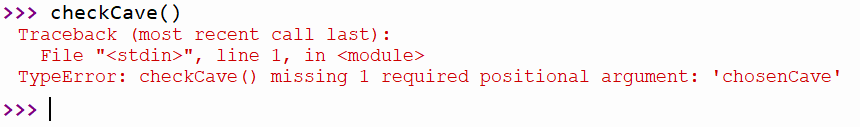 >>> checkCave()
Traceback (most recent call last):
  File "<stdin>", line 1, in <module>
TypeError: checkCave() missing 1 required positional argument: 'chosenCave'
>>>